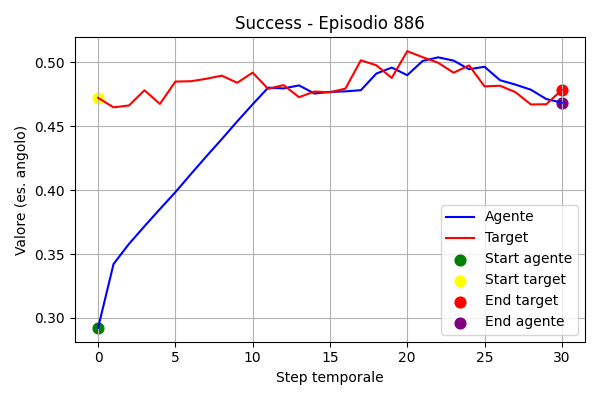 Success - Episodio 886
Valore (es. angolo)
0.50
0.45
0.40
0.35
0.30
Agente
Target
Start agente
Start target
End target
End agente
0 5 10 15 20 25 30
Step temporale